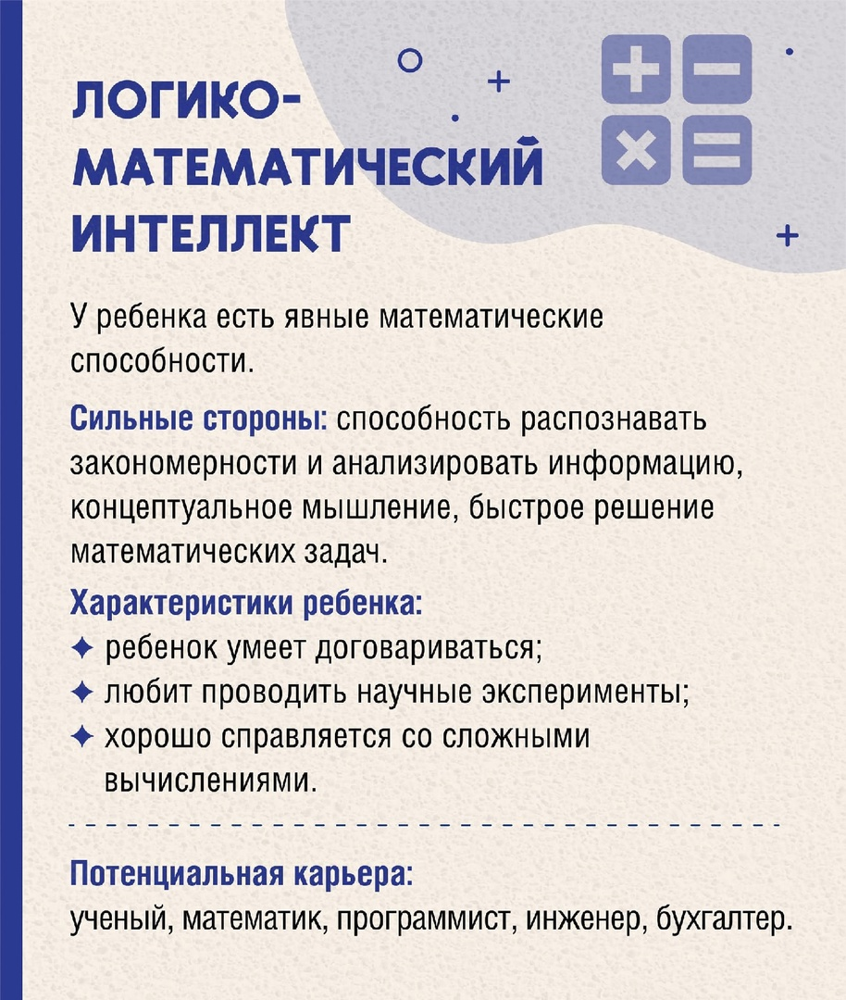 ЛОГИКО-
МАТЕМАТИЧЕСКИЙ
ИНТЕЛЛЕКТ
У ребенка есть явные математические
способности.
Сильные стороны: способность распознавать
закономерности и анализировать информацию,
концептуальное мышление, быстрое решение
математических задач.
Характеристики ребенка:
✦ ребенок умеет договариваться;
✦ любит проводить научные эксперименты;
✦ хорошо справляется со сложными
вычислениями.
Потенциальная карьера:
ученый, математик, программист, инженер, бухгалтер.